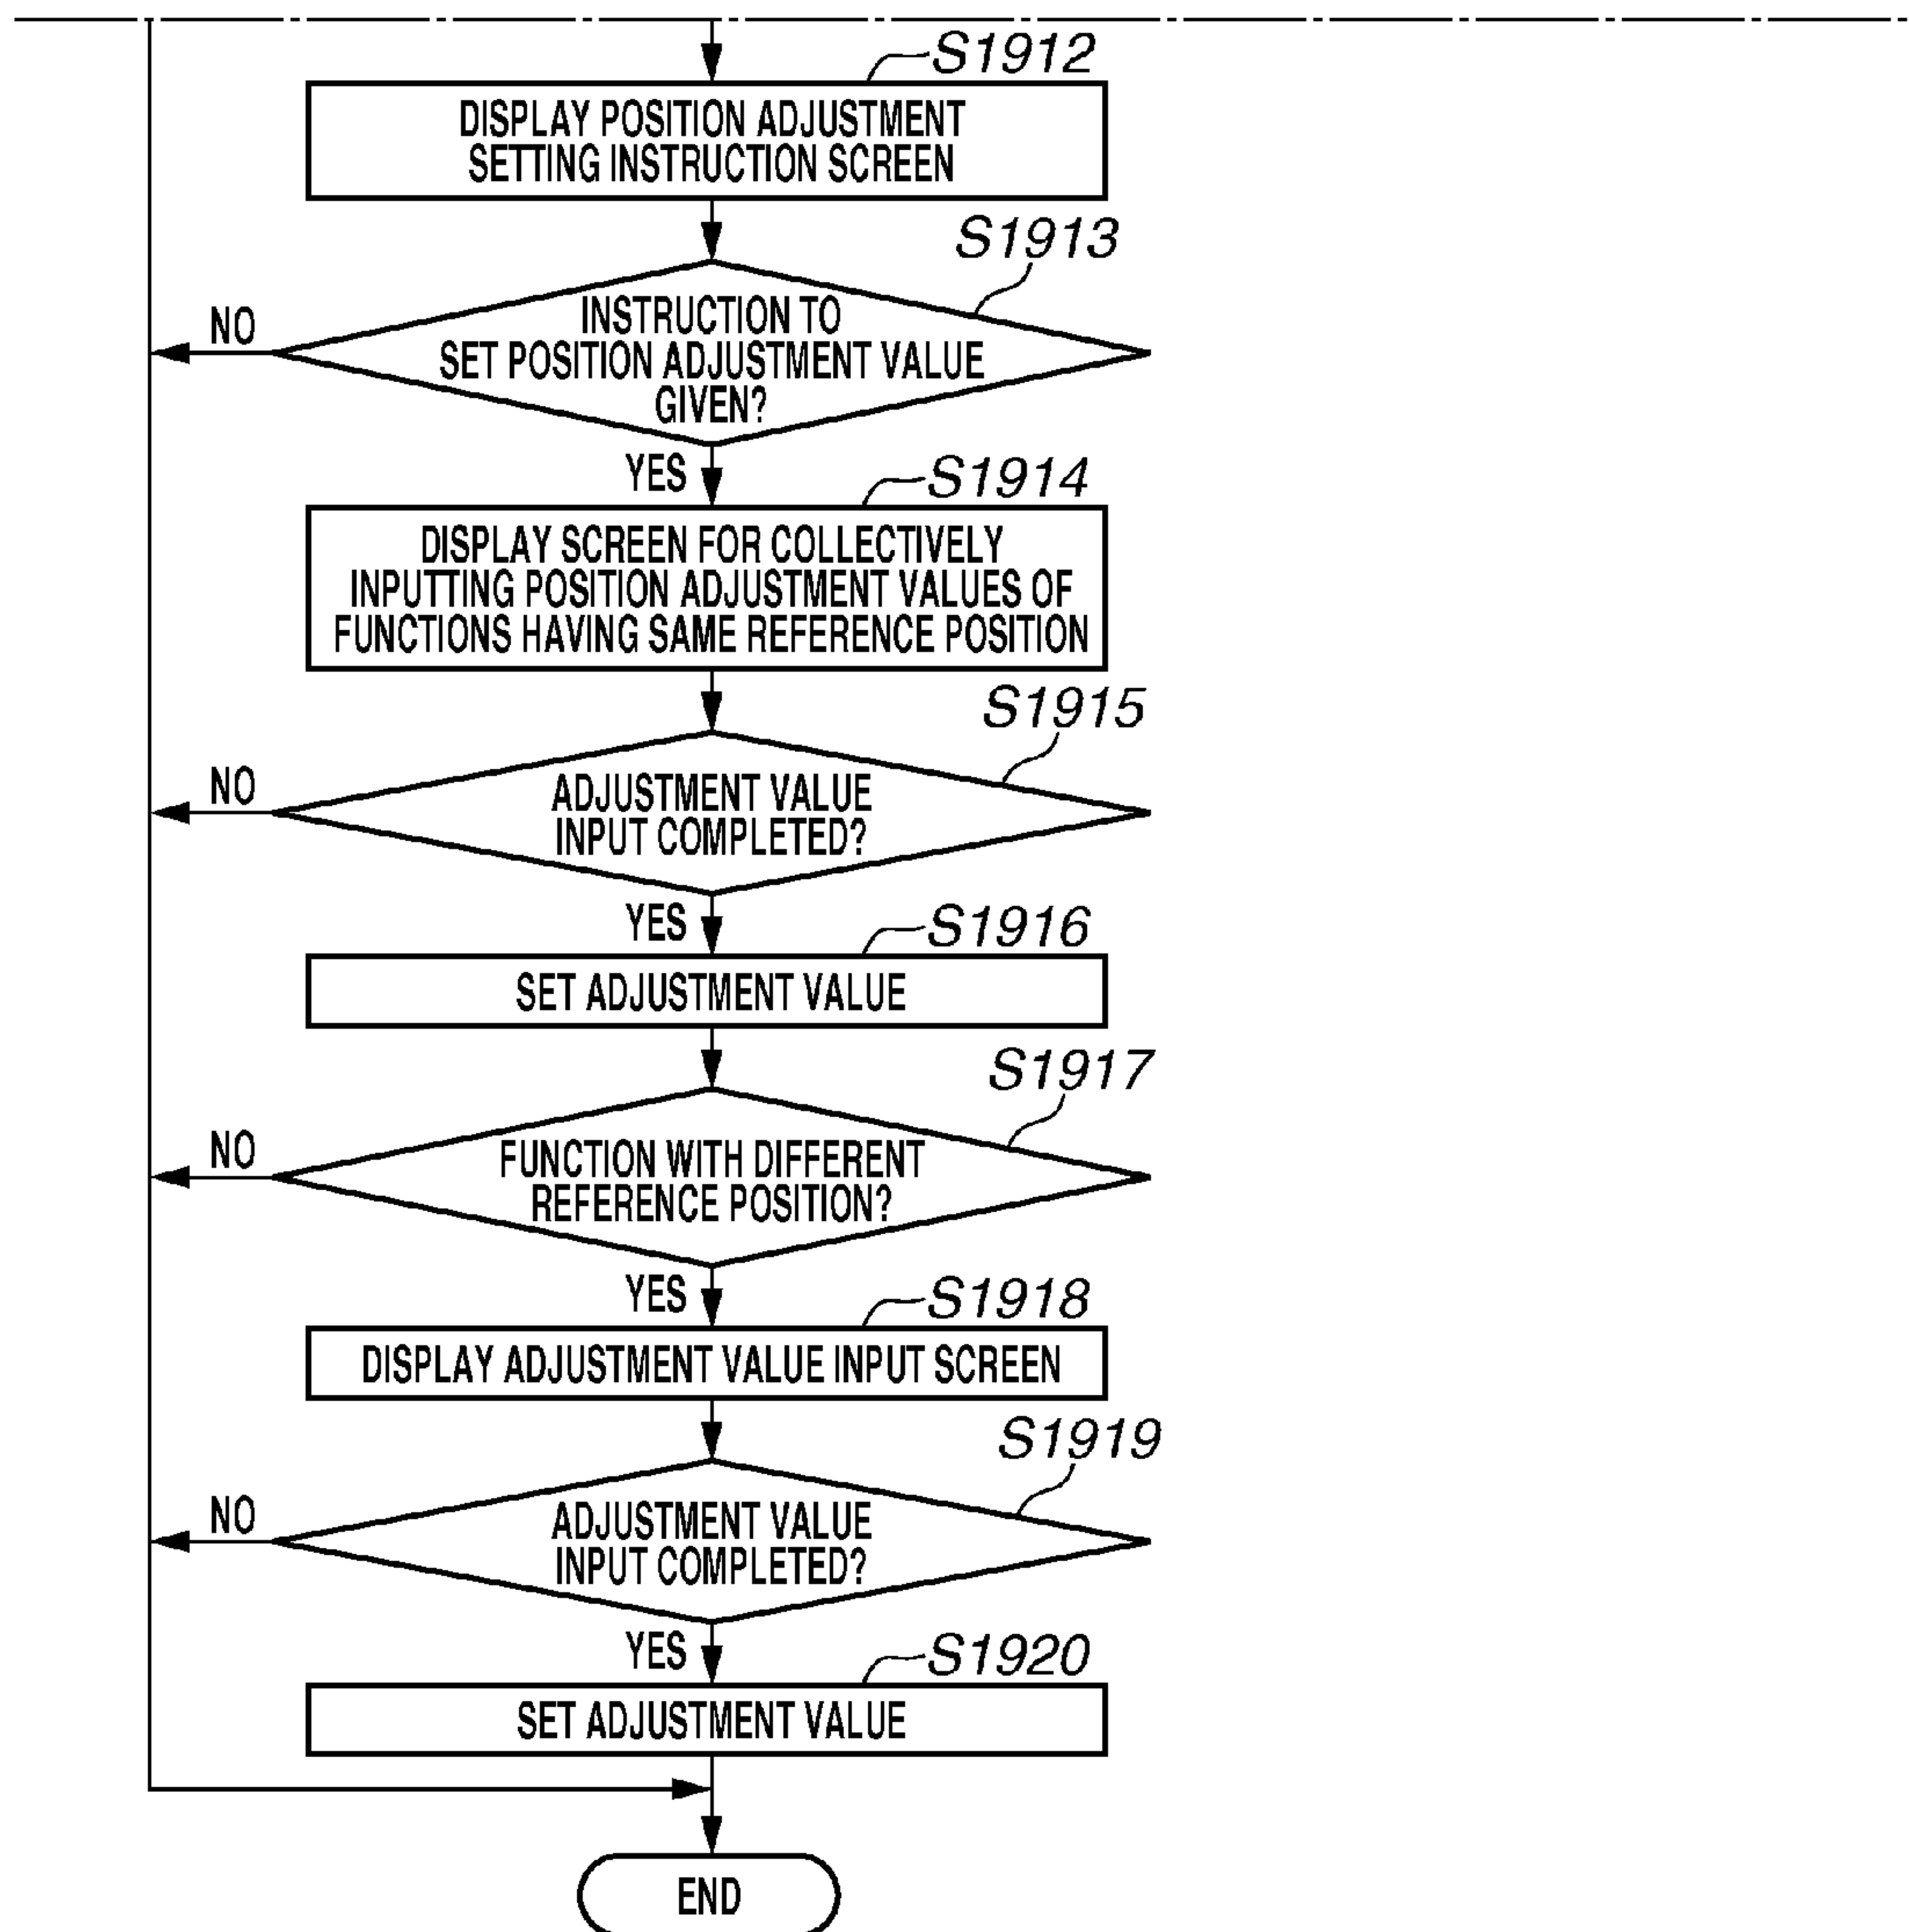 S1912
DISPLAY POSITION ADJUSTMENT
SETTING INSTRUCTION SCREEN
S1913
INSTRUCTION TO
SET POSITION ADJUSTMENT VALUE
GIVEN?
NO
YES
S1914
DISPLAY SCREEN FOR COLLECTIVELY
INPUTTING POSITION ADJUSTMENT VALUES OF
FUNCTIONS HAVING SAME REFERENCE POSITION
S1915
ADJUSTMENT VALUE
INPUT COMPLETED?
NO
YES
S1916
SET ADJUSTMENT VALUE
S1917
FUNCTION WITH DIFFERENT
REFERENCE POSITION?
NO
YES
S1918
DISPLAY ADJUSTMENT VALUE INPUT SCREEN
S1919
ADJUSTMENT VALUE
INPUT COMPLETED?
NO
YES
S1920
SET ADJUSTMENT VALUE
END